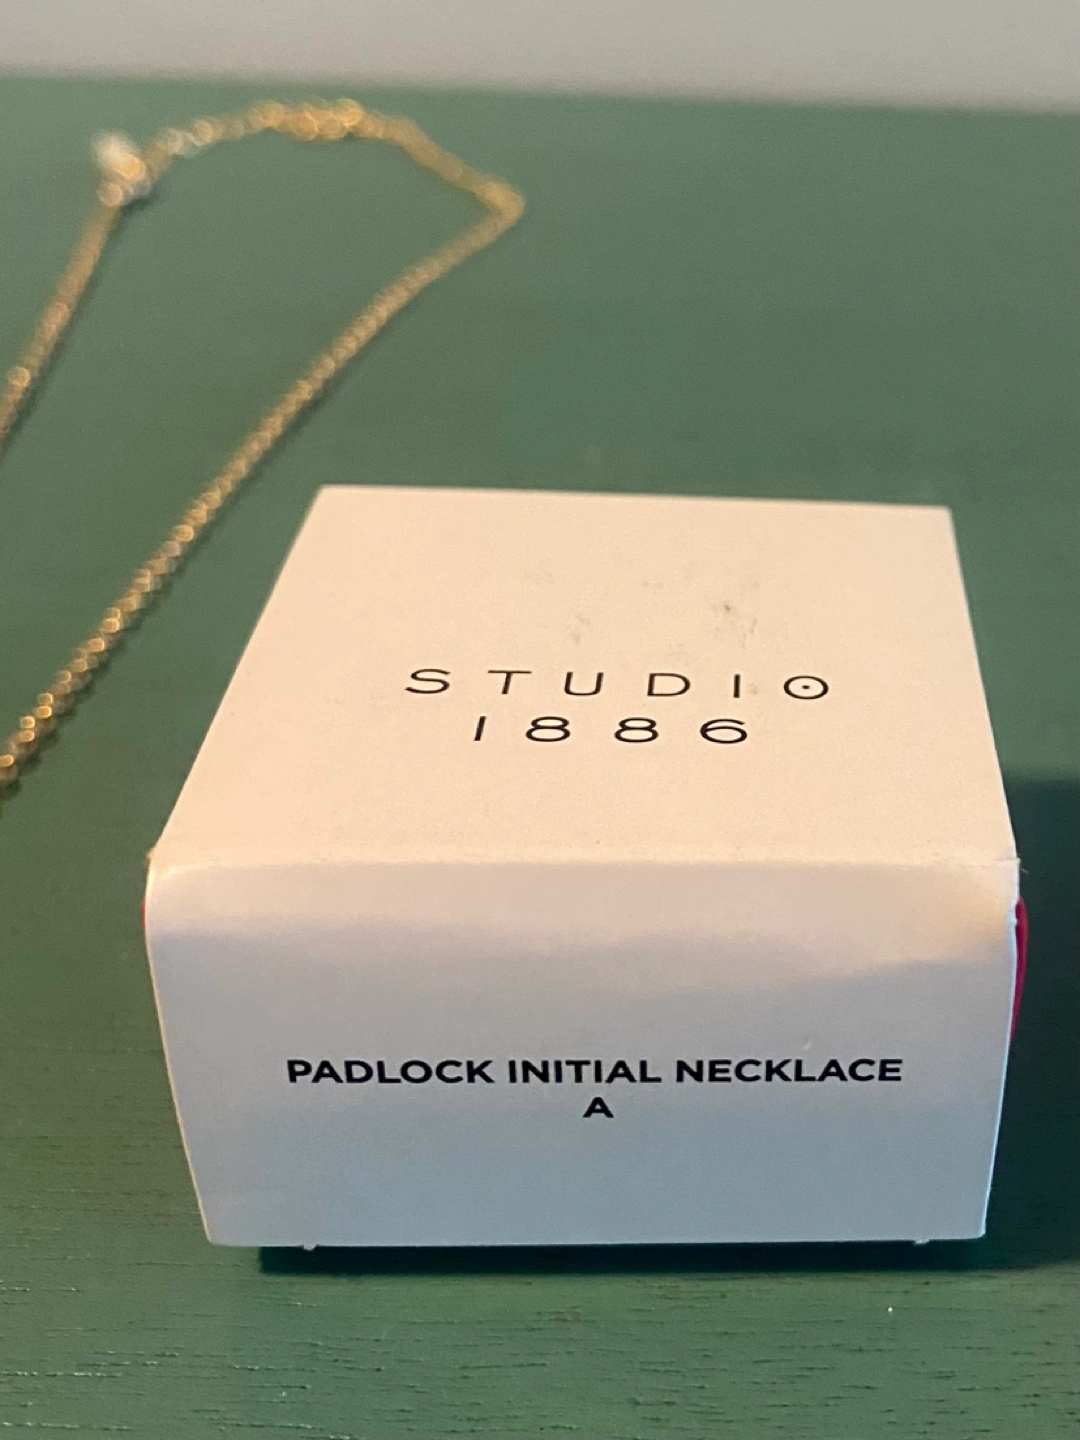 STUDIO
1886
PADLOCK INITIAL NECKLACE
A